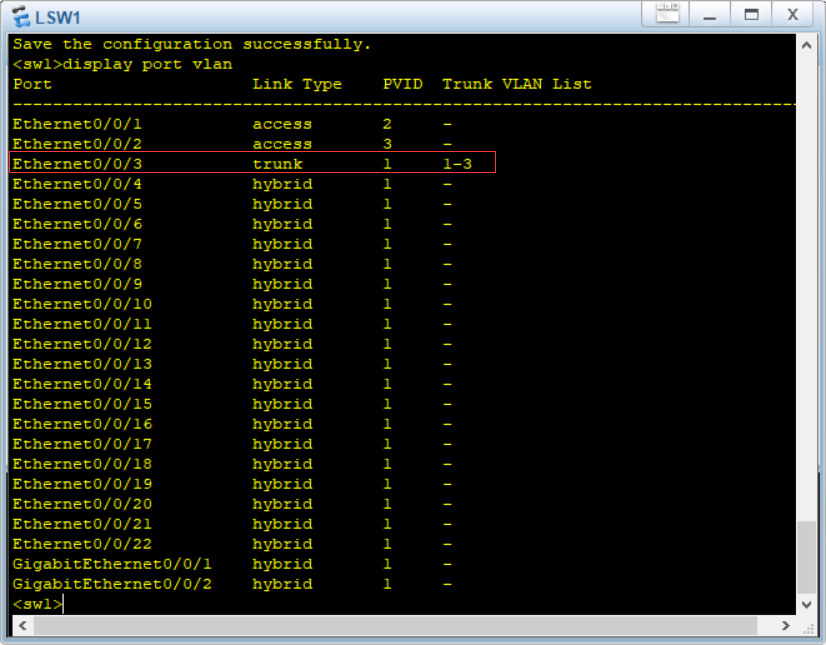 LSW1
Save the configuration successfully.
<sw1>display port vlan
Port Link Type PVID Trunk VLAN List
-------------------------------------------------------------------------------
Ethernet0/0/1 access 2 -
Ethernet0/0/2 access 3 -
Ethernet0/0/3 trunk 1 1-3
Ethernet0/0/4 hybrid 1 -
Ethernet0/0/5 hybrid 1 -
Ethernet0/0/6 hybrid 1 -
Ethernet0/0/7 hybrid 1 -
Ethernet0/0/8 hybrid 1 -
Ethernet0/0/9 hybrid 1 -
Ethernet0/0/10 hybrid 1 -
Ethernet0/0/11 hybrid 1 -
Ethernet0/0/12 hybrid 1 -
Ethernet0/0/13 hybrid 1 -
Ethernet0/0/14 hybrid 1 -
Ethernet0/0/15 hybrid 1 -
Ethernet0/0/16 hybrid 1 -
Ethernet0/0/17 hybrid 1 -
Ethernet0/0/18 hybrid 1 -
Ethernet0/0/19 hybrid 1 -
Ethernet0/0/20 hybrid 1 -
Ethernet0/0/21 hybrid 1 -
Ethernet0/0/22 hybrid 1 -
GigabitEthernet0/0/1 hybrid 1 -
GigabitEthernet0/0/2 hybrid 1 -
<sw1>